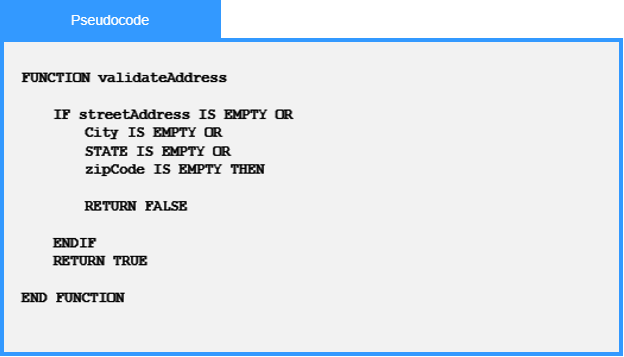 Pseudocode
FUNCTION validateAddress
IF streetAddress IS EMPTY OR
City IS EMPTY OR
STATE IS EMPTY OR
zipCode IS EMPTY THEN
RETURN FALSE
ENDIF
RETURN TRUE
END FUNCTION